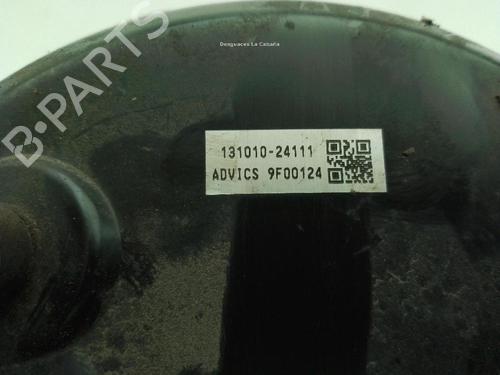 Desguaces La Cabaña
B-PARTS
131010-24111
ADVICS 9F00124